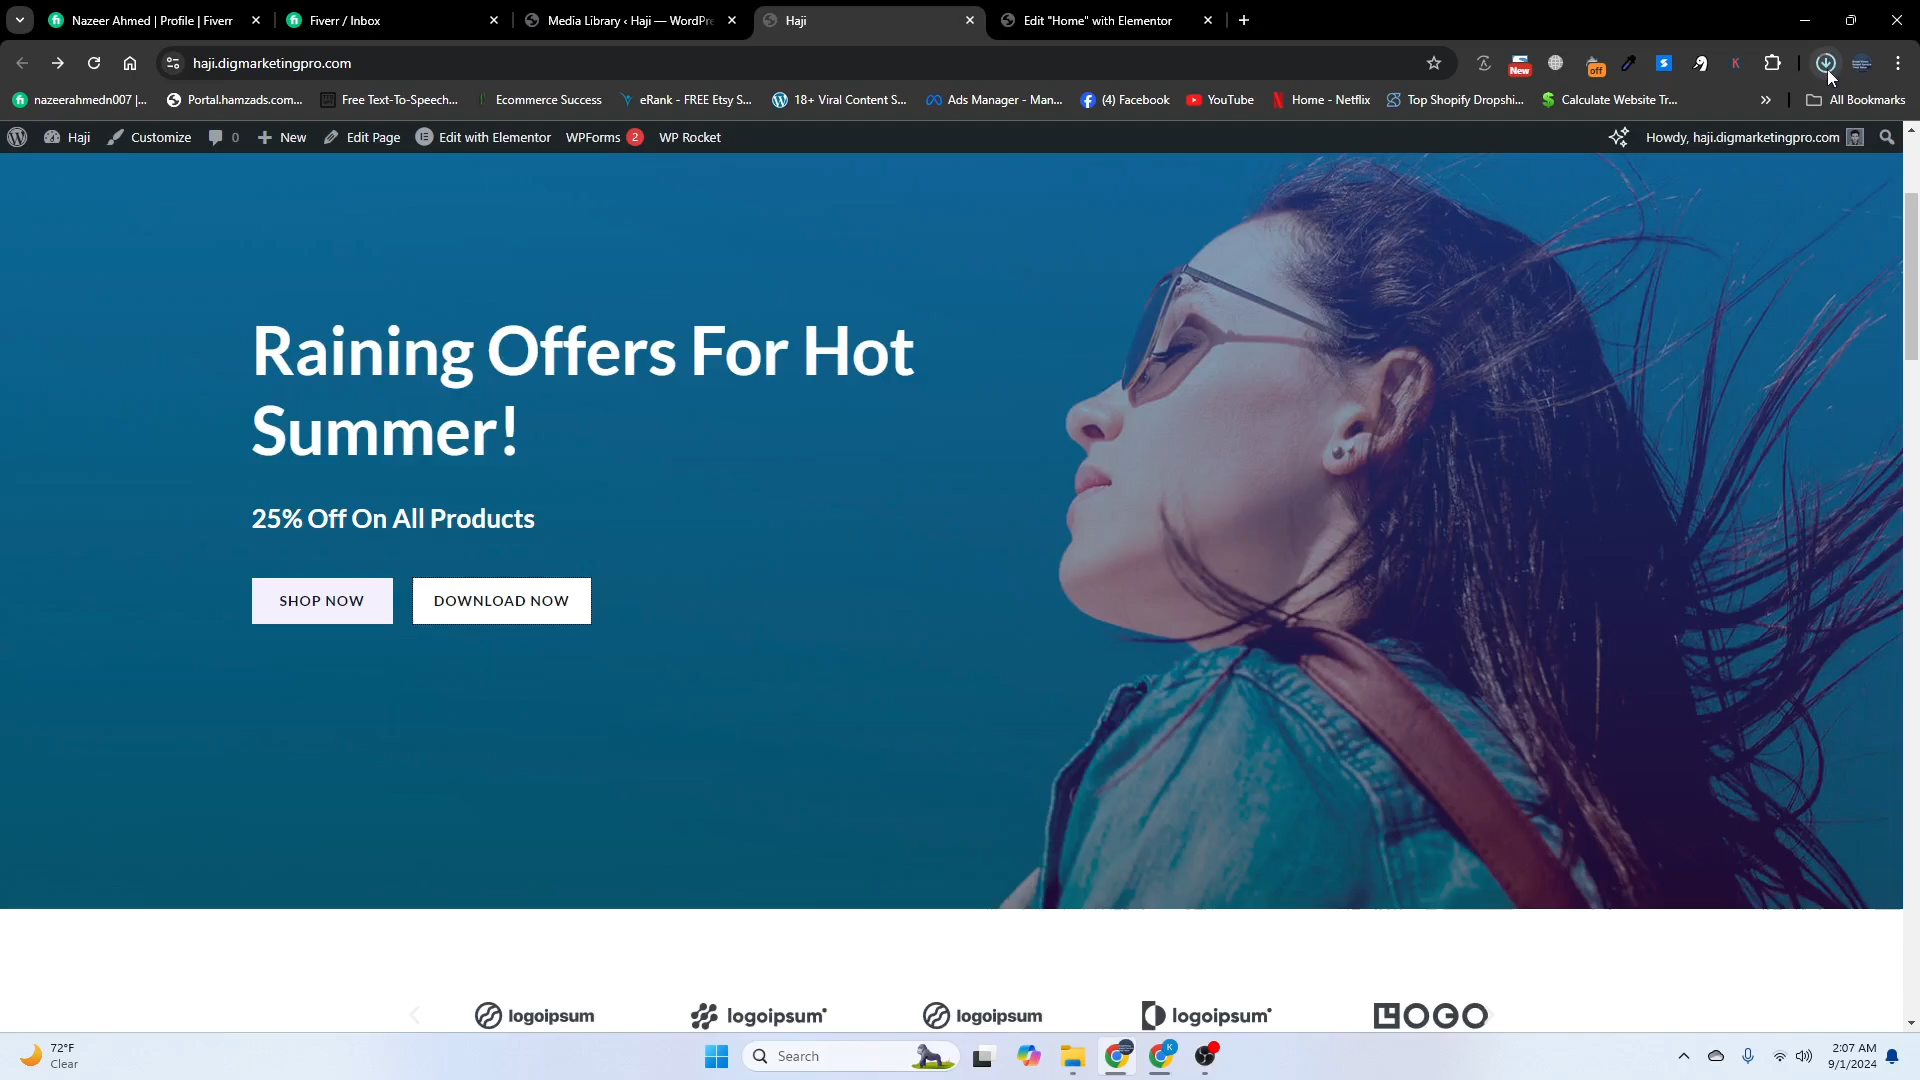 Nazeer Ahmed | Profile | Fiverr
Fiverr / Inbox
Media Library ‹ Haji — WordPre
Haji
Edit "Home" with Elementor
haji.digmarketingpro.com
New
off
K
nazeerahmedn007 |...
Portal.hamzads.com...
Free Text-To-Speech...
Ecommerce Success
eRank - FREE Etsy S...
18+ Viral Content S...
Ads Manager - Man...
(4) Facebook
YouTube
Home - Netflix
Top Shopify Dropshi...
Calculate Website Tr...
»
All Bookmarks
Haji
Customize
0
New
Edit Page
Edit with Elementor
WPForms 2
WP Rocket
Howdy, haji.digmarketingpro.com
Raining Offers For Hot
Summer!
25% Off On All Products
SHOP NOW
DOWNLOAD NOW
logoipsum
logoipsum
logoipsum
logoipsum
LOGO
72°F
Clear
Search
K
2:07 AM
9/1/2024